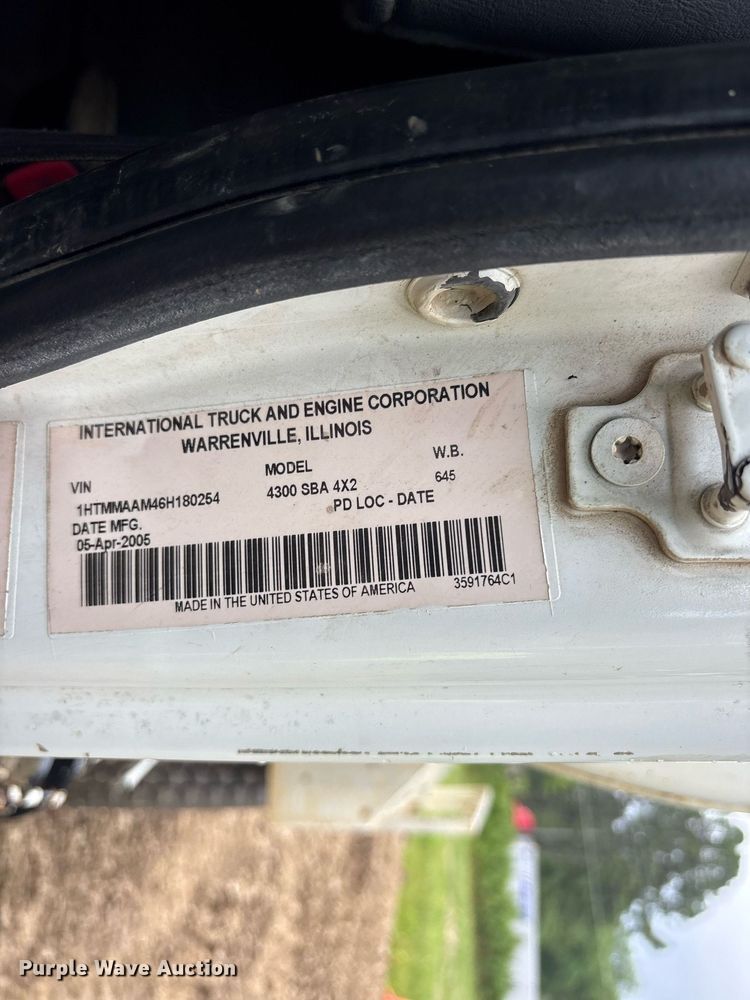 INTERNATIONAL TRUCK AND ENGINE CORPORATION
WARRENVILLE, ILLINOIS
VIN MODEL W.B.
1HTMMAAM46H180254 4300 SBA 4X2 645
DATE MFG. PD LOC - DATE
05-Apr-2005
MADE IN THE UNITED STATES OF AMERICA 3591764C1
Purple Wave Auction